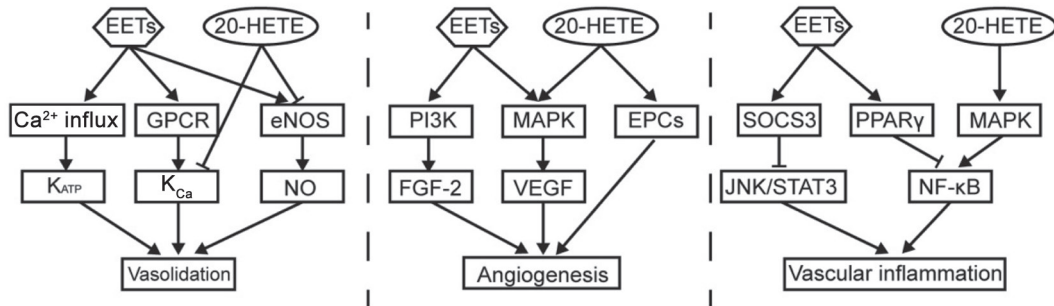 EETs
20-HETE
Ca²⁺ influx
GPCR
eNOS
KATP
KCa
NO
Vasolidation
EETs
20-HETE
PI3K
MAPK
EPCs
FGF-2
VEGF
Angiogenesis
EETs
20-HETE
SOCS3
PPARγ
MAPK
JNK/STAT3
NF-κB
Vascular inflammation